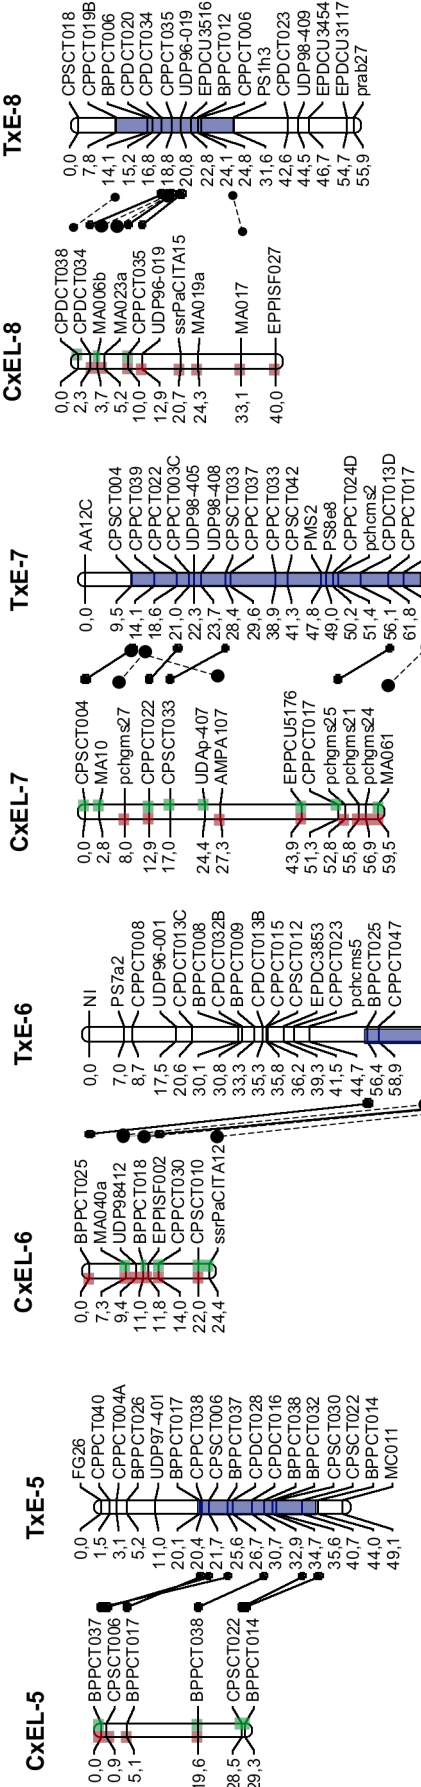 CxEL-5
0,0 BPPCT037
0,9 CPSCT006
5,1 BPPCT017
19,6 BPPCT038
28,5 CPSCT022
29,3 BPPCT014
TxE-5
0,0 FG26
1,5 CPPCT040
3,1 CPPCT004A
5,2 BPPCT026
11,0 UDP97-401
20,1 BPPCT017
20,4 CPPCT038
21,7 CPSCT006
25,6 BPPCT037
26,7 CPDCT028
30,7 CPDCT016
32,9 BPPCT038
34,7 BPPCT032
35,6 CPSCT030
40,7 CPSCT022
44,0 BPPCT014
49,1 MC011
CxEL-6
0,0 BPPCT025
7,3 MA040a
9,4 UDP98412
11,0 BPPCT018
11,8 EPPISF002
14,0 CPPCT030
22,0 CPSCT010
24,4 ssrPaCITA12
TxE-6
0,0 NI
7,0 PS7a2
8,7 CPPCT008
17,5 UDP96-001
20,6 CPDCT013C
30,1 BPPCT008
30,8 CPDCT032B
33,3 BPPCT009
35,3 CPDCT013B
35,8 CPPCT015
36,2 CPSCT012
39,3 EPDC3853
41,5 CPPCT023
44,7 pchcms5
56,4 BPPCT025
58,9 CPPCT047
CxEL-7
0,0 CPSCT004
2,8 MA10
8,0 pchgms27
12,9 CPPCT022
17,0 CPSCT033
24,4 UDAp-407
27,3 AMPA107
43,9 EPPCU5176
51,3 CPPCT017
52,8 pchgms25
55,8 pchgms21
56,9 pchgms24
59,5 MA061
TxE-7
0,0 AA12C
9,5 CPSCT004
14,1 CPPCT039
18,6 CPPCT022
21,0 CPPCT003C
22,3 UDP98-405
23,7 UDP98-408
28,4 CPSCT033
29,6 CPPCT037
38,9 CPPCT033
41,3 CPSCT042
47,8 PMS2
49,0 PS8e8
50,2 CPPCT024D
51,4 pchcms2
56,1 CPDCT013D
61,8 CPPCT017
CxEL-8
0,0 CPDCT038
2,3 CPDCT034
3,7 MA006b
5,2 MA023a
10,0 CPPCT035
12,9 UDP96-019
20,7 ssrPaCITA15
24,3 MA019a
33,1 MA017
40,0 EPPISF027
TxE-8
0,0 CPSCT018
7,8 CPPCT019B
14,1 BPPCT006
15,2 CPDCT020
16,8 CPDCT034
18,8 CPPCT035
20,8 UDP96-019
22,8 EPDCU3516
24,1 BPPCT012
24,8 CPPCT006
31,6 PS1h3
42,6 CPDCT023
44,5 UDP98-409
46,7 EPDCU3454
54,7 EPDCU3117
55,9 prab27